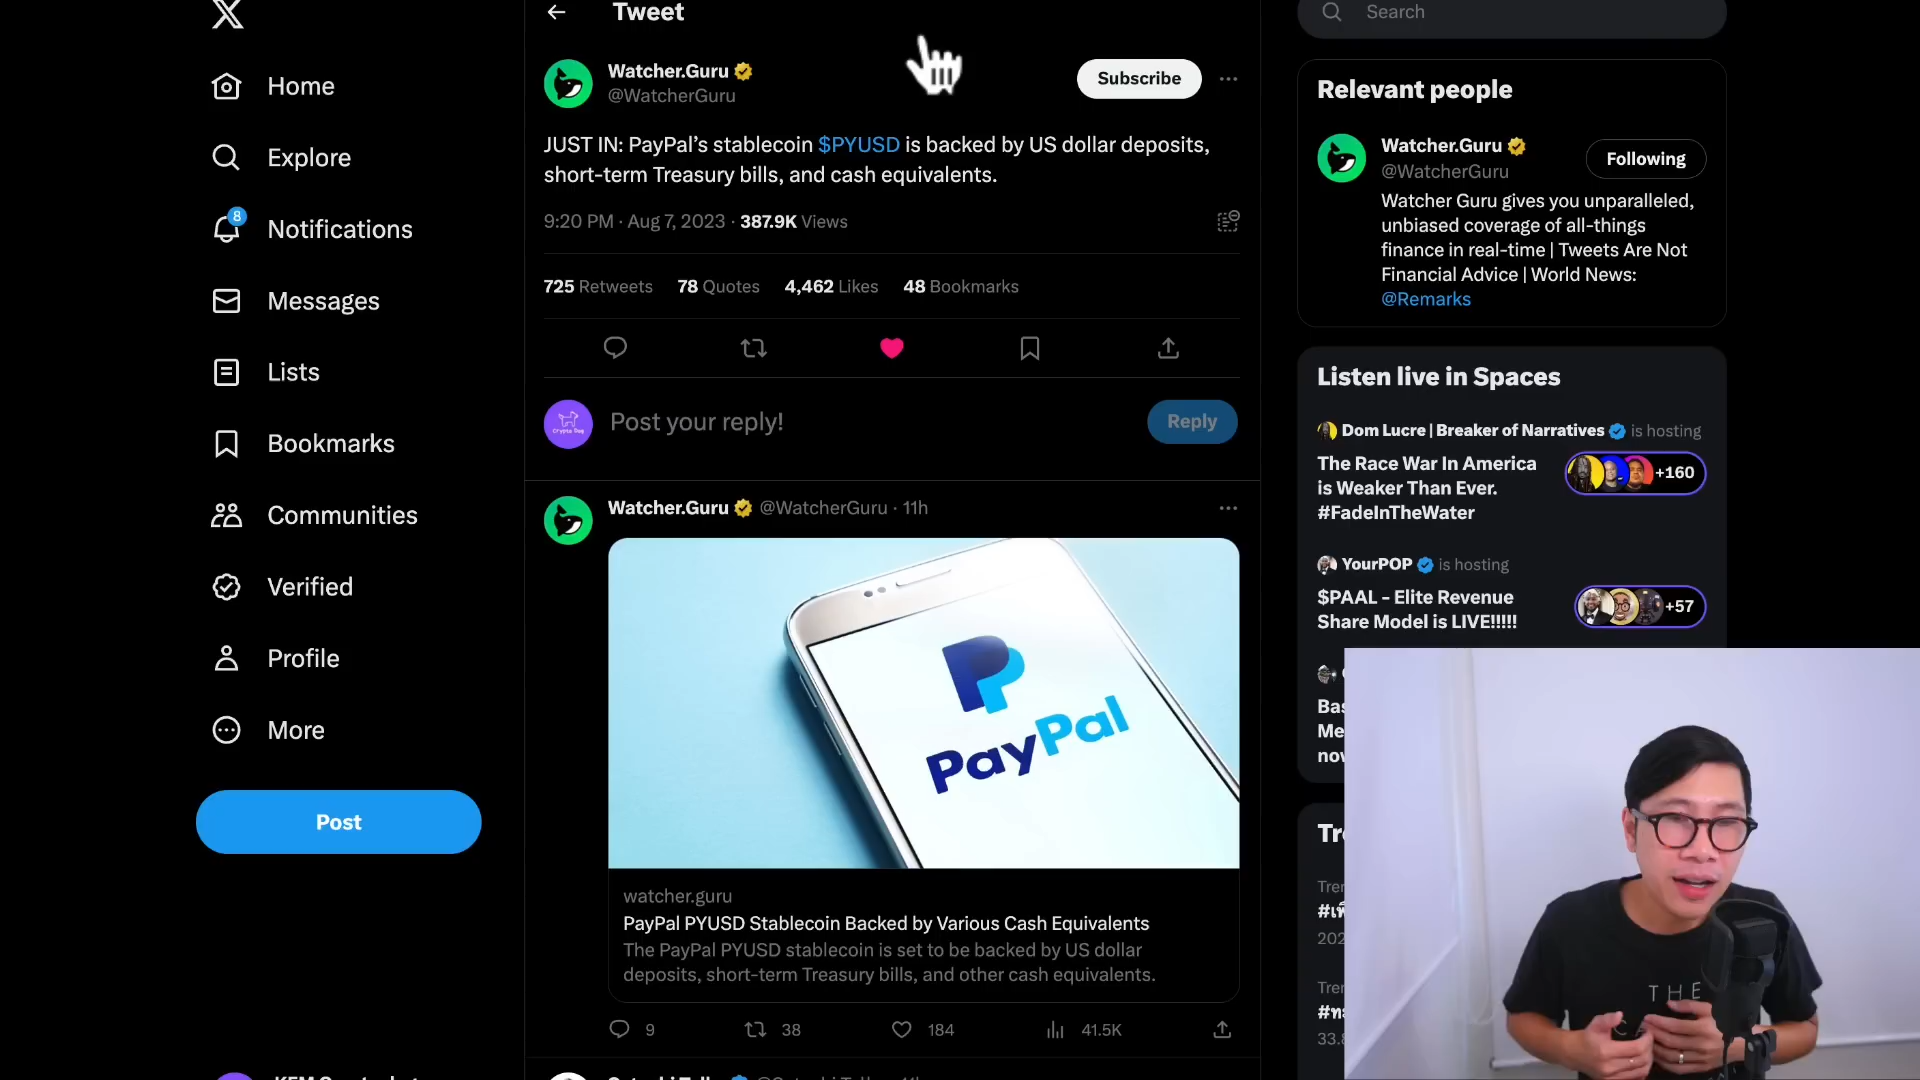 Home
Explore
8
Notifications
Messages
Lists
Bookmarks
Communities
Verified
Profile
More
Post
Tweet
Watcher.Guru
@WatcherGuru
Subscribe
JUST IN: PayPal's stablecoin $PYUSD is backed by US dollar deposits,
short-term Treasury bills, and cash equivalents.
9:20 PM · Aug 7, 2023 · 387.9K Views
725 Retweets 78 Quotes 4,462 Likes 48 Bookmarks
Crypto Dog
Post your reply!
Reply
Watcher.Guru @WatcherGuru · 11h
PayPal
watcher.guru
PayPal PYUSD Stablecoin Backed by Various Cash Equivalents
The PayPal PYUSD stablecoin is set to be backed by US dollar
deposits, short-term Treasury bills, and other cash equivalents.
9 38 184 41.5K
Search
Relevant people
Watcher.Guru
@WatcherGuru
Following
Watcher Guru gives you unparalleled,
unbiased coverage of all-things
finance in real-time | Tweets Are Not
Financial Advice | World News:
@Remarks
Listen live in Spaces
Dom Lucre | Breaker of Narratives is hosting
The Race War In America
is Weaker Than Ever.
#FadeInTheWater
+160
YourPOP is hosting
$PAAL - Elite Revenue
Share Model is LIVE!!!!!
+57
THE